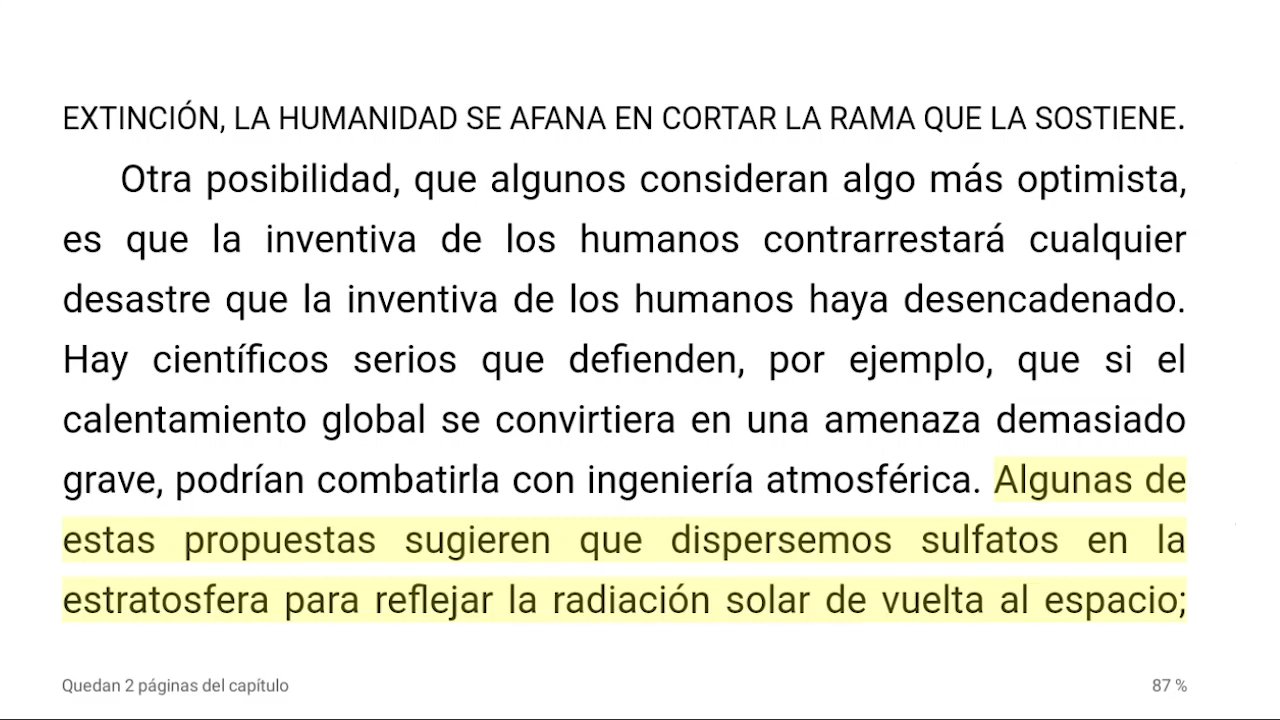 EXTINCIÓN, LA HUMANIDAD SE AFANA EN CORTAR LA RAMA QUE LA SOSTIENE.
Otra posibilidad, que algunos consideran algo más optimista,
es que la inventiva de los humanos contrarrestará cualquier
desastre que la inventiva de los humanos haya desencadenado.
Hay científicos serios que defienden, por ejemplo, que si el
calentamiento global se convirtiera en una amenaza demasiado
grave, podrían combatirla con ingeniería atmosférica. Algunas de
estas propuestas sugieren que dispersemos sulfatos en la
estratosfera para reflejar la radiación solar de vuelta al espacio;
Quedan 2 páginas del capítulo
87 %